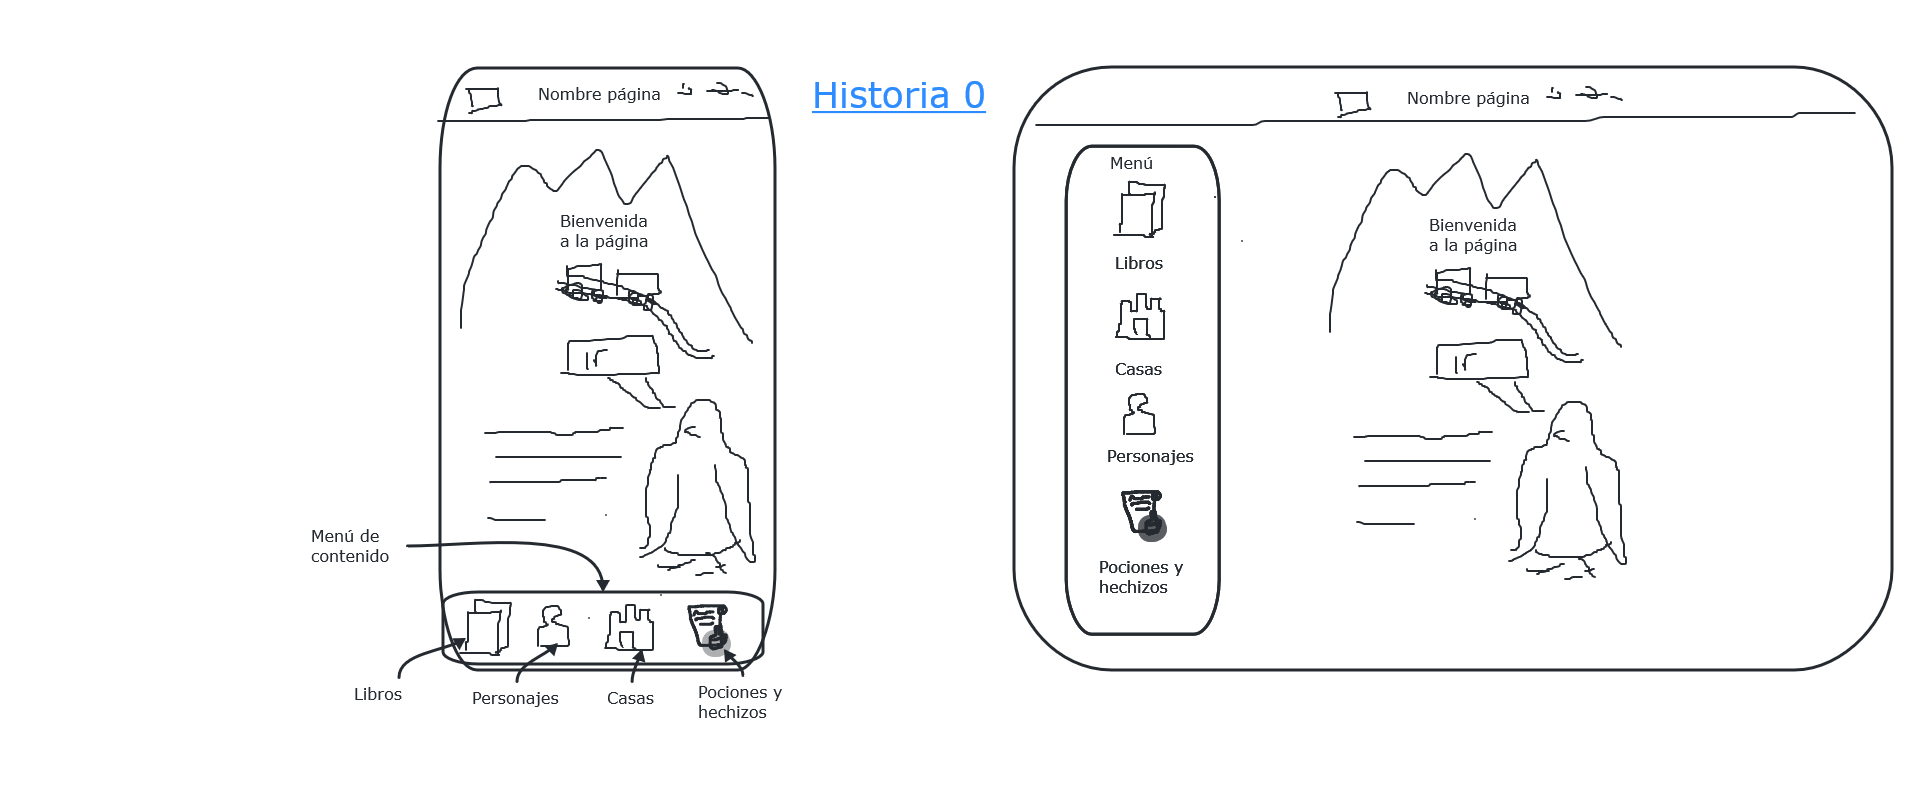 Historia 0
Nombre página
Bienvenida
a la página
Menú de
contenido
Libros
Personajes
Casas
Pociones y
hechizos
Nombre página
Menú
Libros
Casas
Personajes
Pociones y
hechizos
Bienvenida
a la página